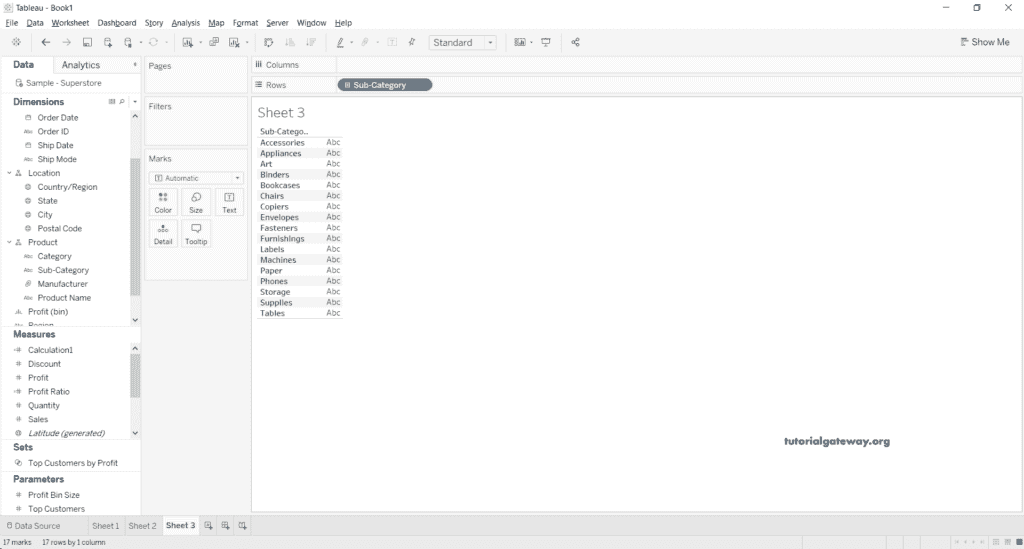 Tableau - Book1
File Data Worksheet Dashboard Story Analysis Map Format Server Window Help
Standard
Show Me
Data Analytics
Sample - Superstore
Dimensions
Order Date
Order ID
Ship Date
Ship Mode
Location
Country/Region
State
City
Postal Code
Product
Category
Sub-Category
Manufacturer
Product Name
Profit (bin)
Region
Measures
Calculation1
Discount
Profit
Profit Ratio
Quantity
Sales
Latitude (generated)
Sets
Top Customers by Profit
Parameters
Profit Bin Size
Top Customers
Pages
Filters
Marks
Automatic
Color Size Text
Detail Tooltip
Columns
Rows Sub-Category
Sheet 3
Sub-Catego..
Accessories Abc
Appliances Abc
Art Abc
Binders Abc
Bookcases Abc
Chairs Abc
Copiers Abc
Envelopes Abc
Fasteners Abc
Furnishings Abc
Labels Abc
Machines Abc
Paper Abc
Phones Abc
Storage Abc
Supplies Abc
Tables Abc
tutorialgateway.org
Data Source Sheet 1 Sheet 2 Sheet 3
17 marks 17 rows by 1 column